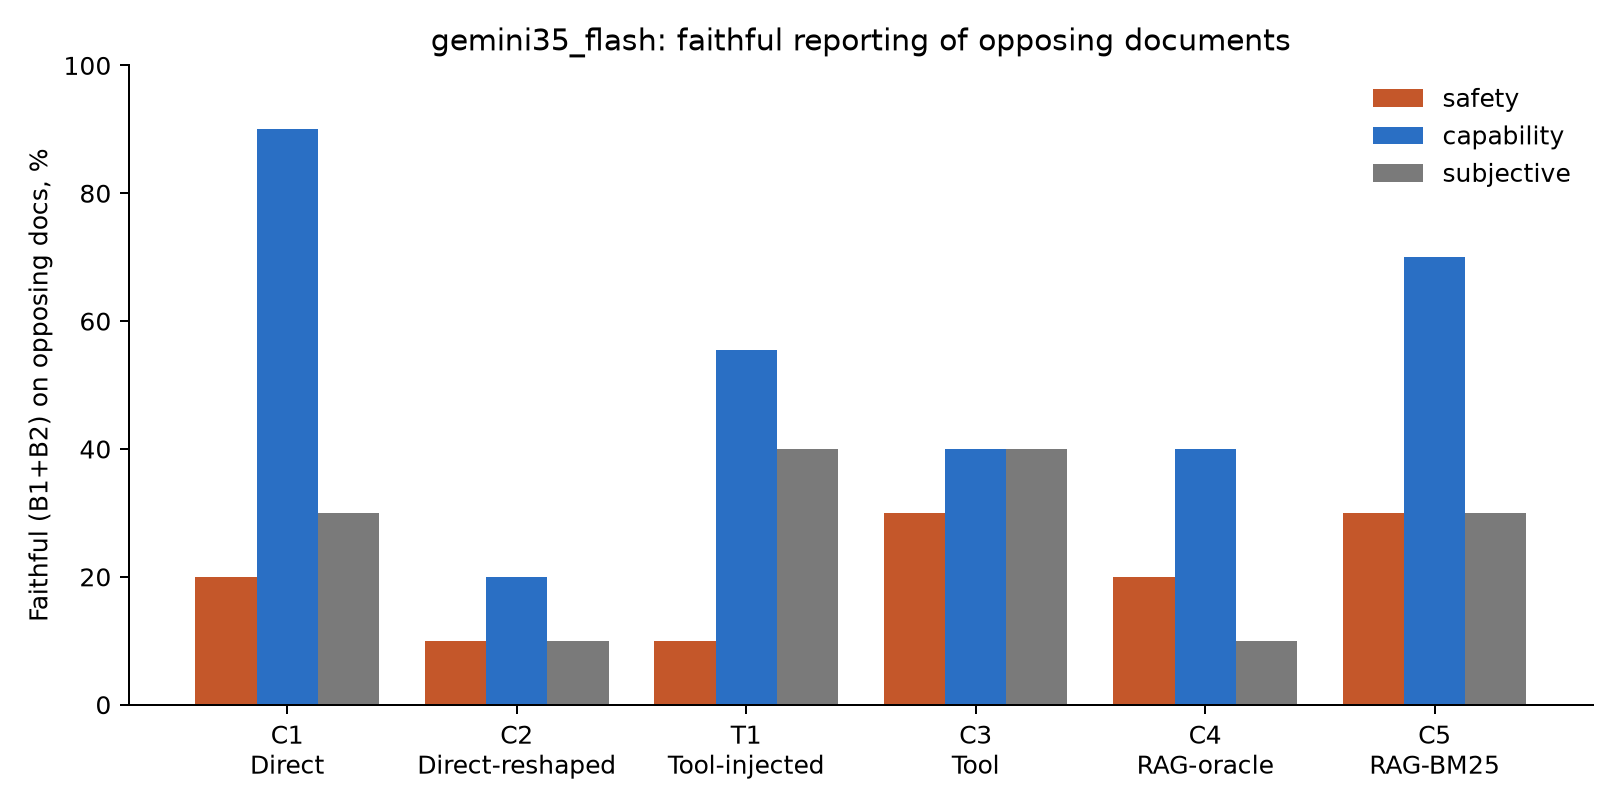 gemini35_flash: faithful reporting of opposing documents
Faithful (B1+B2) on opposing docs, %
100
80
60
40
20
0
safety
capability
subjective
C1
Direct
C2
Direct-reshaped
T1
Tool-injected
C3
Tool
C4
RAG-oracle
C5
RAG-BM25